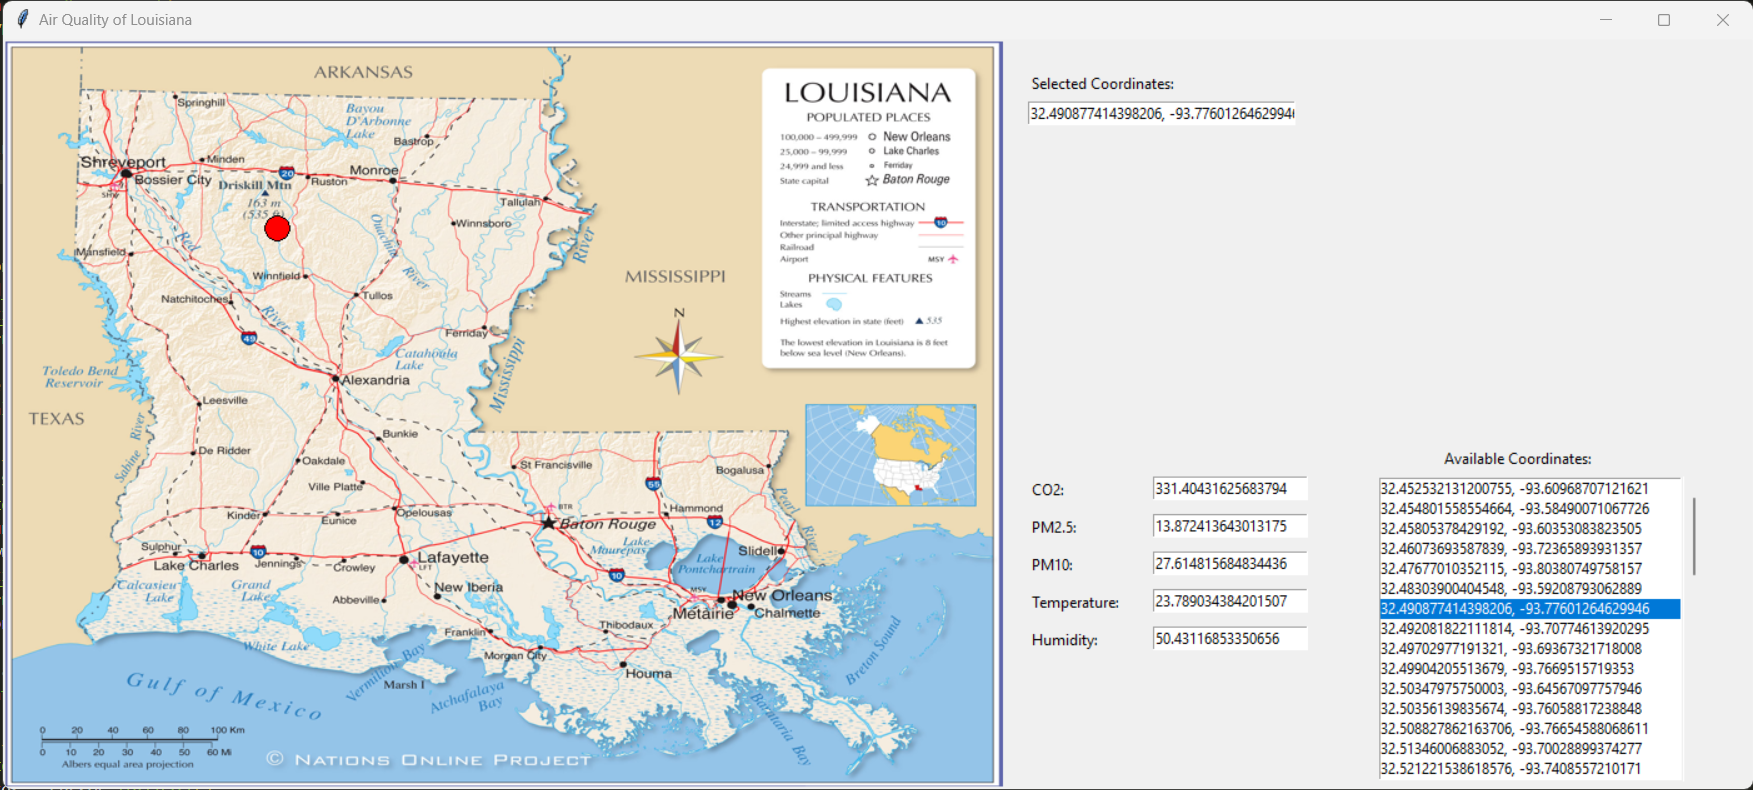 Air Quality of Louisiana
ARKANSAS
Springhill
Bayou
D'Arbonne
Lake
Bastrop
Shreveport
Minden
Bossier City
20
Monroe
Driskill Mtn
Ruston
163 m
SHV
Tallulah
Winnsboro
Red
Ouachita
River
River
Mansfield
Winnfield
Natchitoches
Tullos
River
MISSISSIPPI
N
49
Ferriday
Catahoula
Lake
Mississippi
Toledo Bend
Reservoir
Alexandria
TEXAS
Leesville
Bunkie
De Ridder
Sabine River
Oakdale
St Francisville
Bogalusa
Ville Platte
55
Pearl
River
Kinder
Eunice
Opelousas
BTR
Hammond
Baton Rouge
12
Sulphur
10
Lafayette
Lake
Maurepas
Lake
Pontchartrain
Slidell
Lake Charles
Jennings
Crowley
LFT
10
Calcasieu
Lake
Grand
Lake
New Iberia
MSY
New Orleans
Abbeville
Metairie
Chalmette
Franklin
Thibodaux
White Lake
Morgan City
Houma
Vermilion Bay
Marsh I
Atchafalaya
Bay
Breton Sound
Barataria Bay
Gulf of Mexico
0 20 40 60 80 100 Km
0 10 20 30 40 50 60 Mi
Albers equal area projection
© NATIONS ONLINE PROJECT
LOUISIANA
POPULATED PLACES
100,000 – 499,999 New Orleans
25,000 – 99,999 Lake Charles
24,999 and less Ferriday
State capital Baton Rouge
TRANSPORTATION
Interstate; limited access highway 10
Other principal highway
Railroad
Airport MSY
PHYSICAL FEATURES
Streams
Lakes
Highest elevation in state (feet) 535
The lowest elevation in Louisiana is 8 feet
below sea level (New Orleans).
Selected Coordinates:
32.490877414398206, -93.7760126462994
CO2: 331.40431625683794
PM2.5: 13.872413643013175
PM10: 27.614815684834436
Temperature: 23.789034384201507
Humidity: 50.43116853350656
Available Coordinates:
32.452532131200755, -93.60968707121621
32.454801558554664, -93.58490071067726
32.45805378429192, -93.60353083823505
32.46073693587839, -93.72365893931357
32.47677010352115, -93.80380749758157
32.48303900404548, -93.59208793062889
32.490877414398206, -93.77601264629946
32.492081822111814, -93.70774613920295
32.49702977191321, -93.69367321718008
32.49904205513679, -93.7669515719353
32.50347975750003, -93.64567097757946
32.50356139835674, -93.76058817238848
32.508827862163706, -93.76654588068611
32.51346006883052, -93.70028899374277
32.521221538618576, -93.7408557210171